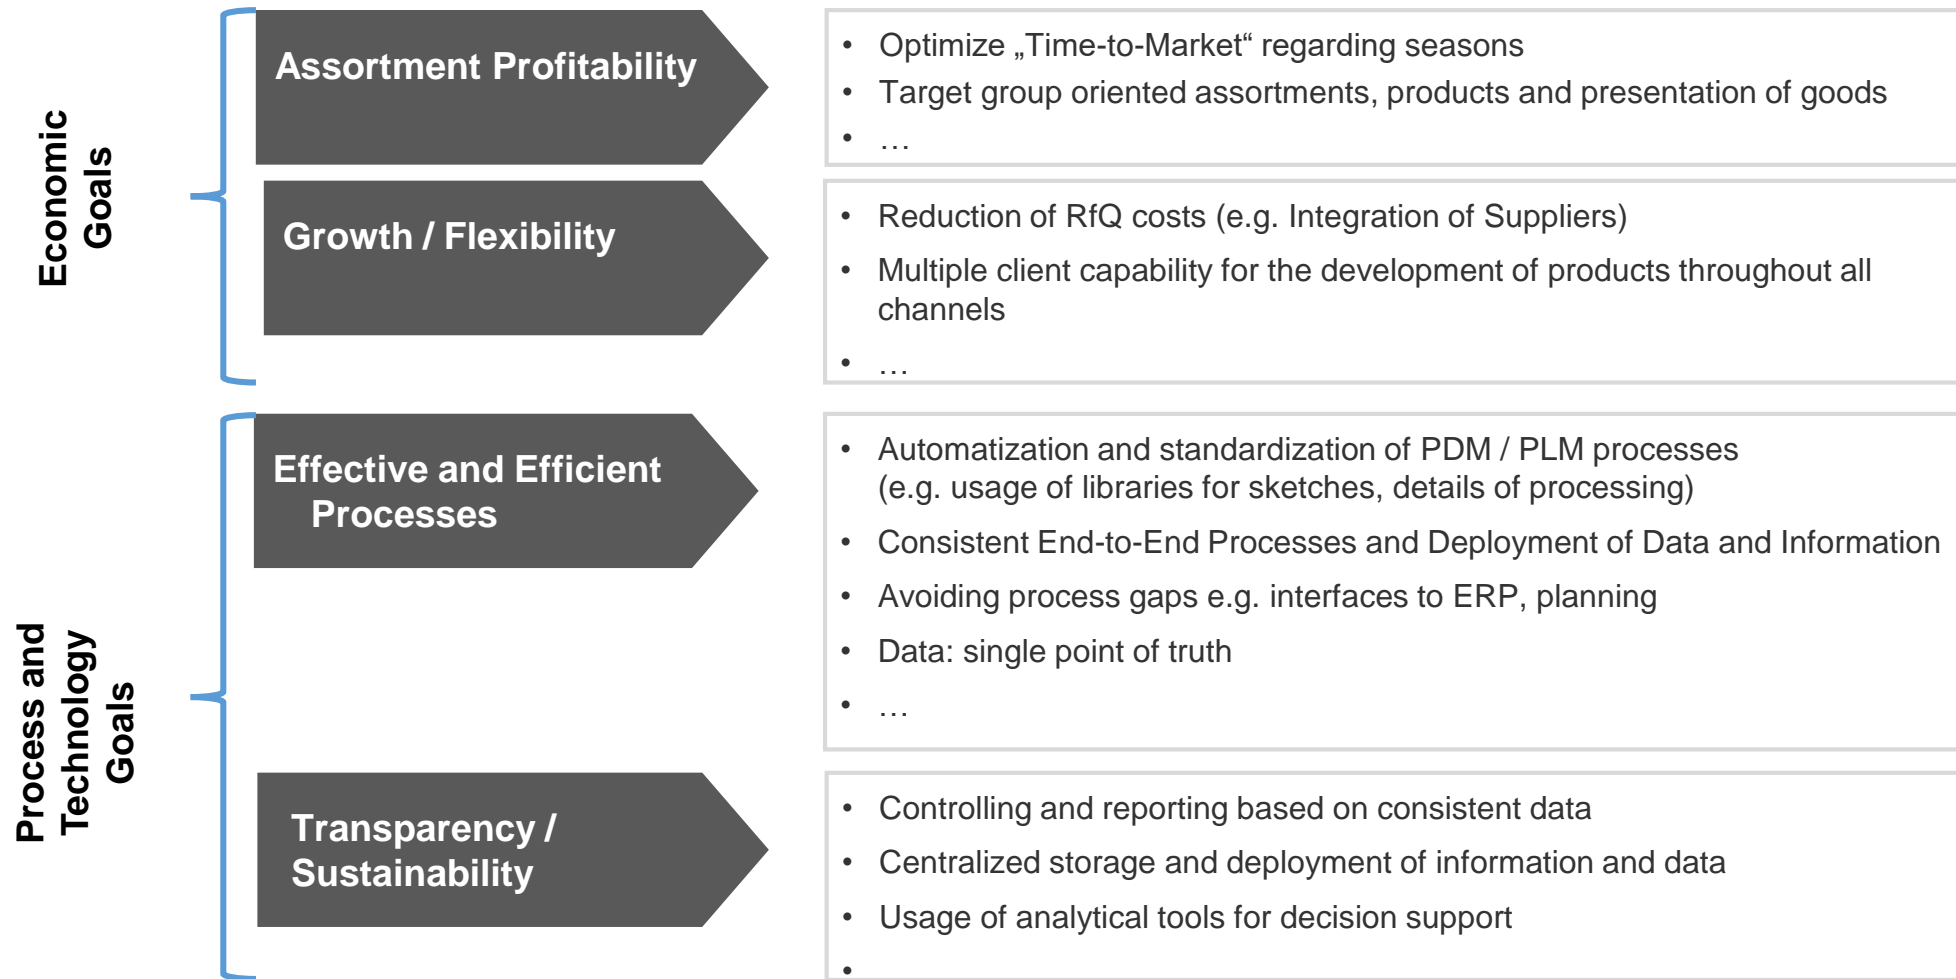 Economic
Goals
Assortment Profitability
• Optimize „Time-to-Market“ regarding seasons
• Target group oriented assortments, products and presentation of goods
• …
Growth / Flexibility
• Reduction of RfQ costs (e.g. Integration of Suppliers)
• Multiple client capability for the development of products throughout all
channels
• …
Process and
Technology
Goals
Effective and Efficient
Processes
• Automatization and standardization of PDM / PLM processes
(e.g. usage of libraries for sketches, details of processing)
• Consistent End-to-End Processes and Deployment of Data and Information
• Avoiding process gaps e.g. interfaces to ERP, planning
• Data: single point of truth
• …
Transparency /
Sustainability
• Controlling and reporting based on consistent data
• Centralized storage and deployment of information and data
• Usage of analytical tools for decision support
•